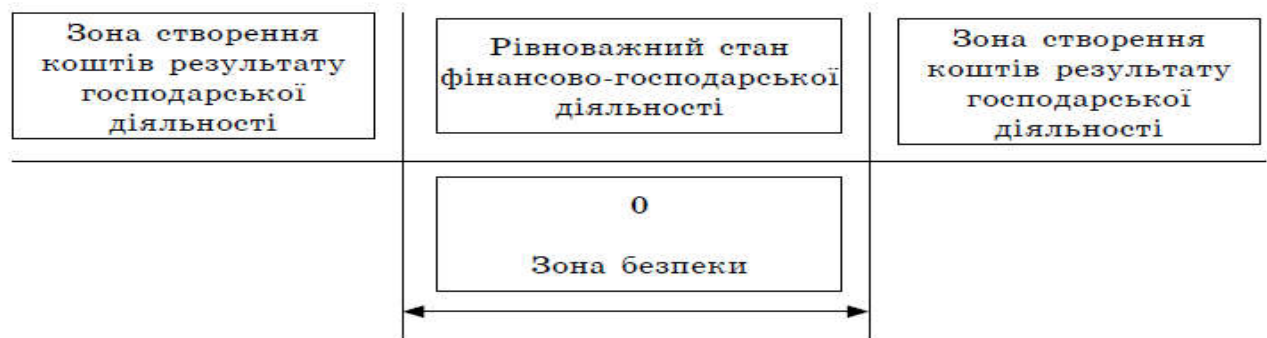 Зона створення
коштів результату
господарської
діяльності
Рівноважний стан
фінансово-господарської
діяльності
Зона створення
коштів результату
господарської
діяльності
0
Зона безпеки